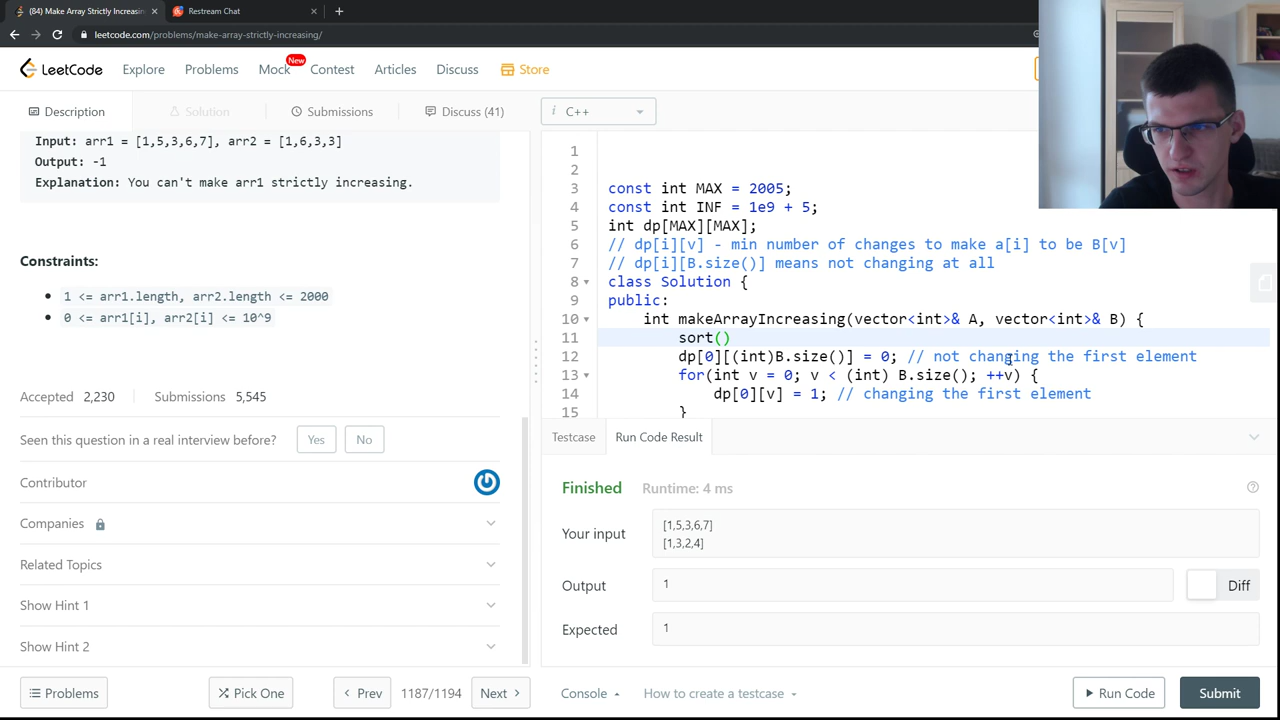 (84) Make Array Strictly Increasin
Restream Chat
leetcode.com/problems/make-array-strictly-increasing/
LeetCode
Explore
Problems
Mock
New
Contest
Articles
Discuss
Store
Description
Solution
Submissions
Discuss (41)
i C++
Input: arr1 = [1,5,3,6,7], arr2 = [1,6,3,3]
Output: -1
Explanation: You can't make arr1 strictly increasing.
Constraints:
1 <= arr1.length, arr2.length <= 2000
0 <= arr1[i], arr2[i] <= 10^9
Accepted 2,230 Submissions 5,545
Seen this question in a real interview before? Yes No
Contributor
Companies
Related Topics
Show Hint 1
Show Hint 2
Problems
Pick One
Prev
1187/1194
Next
1
2
3 const int MAX = 2005;
4 const int INF = 1e9 + 5;
5 int dp[MAX][MAX];
6 // dp[i][v] - min number of changes to make a[i] to be B[v]
7 // dp[i][B.size()] means not changing at all
8 class Solution {
9 public:
10 int makeArrayIncreasing(vector<int>& A, vector<int>& B) {
11 sort()
12 dp[0][(int)B.size()] = 0; // not changing the first element
13 for(int v = 0; v < (int) B.size(); ++v) {
14 dp[0][v] = 1; // changing the first element
15 }
Testcase
Run Code Result
Finished Runtime: 4 ms
Your input
[1,5,3,6,7]
[1,3,2,4]
Output
1
Diff
Expected
1
Console
How to create a testcase
Run Code
Submit